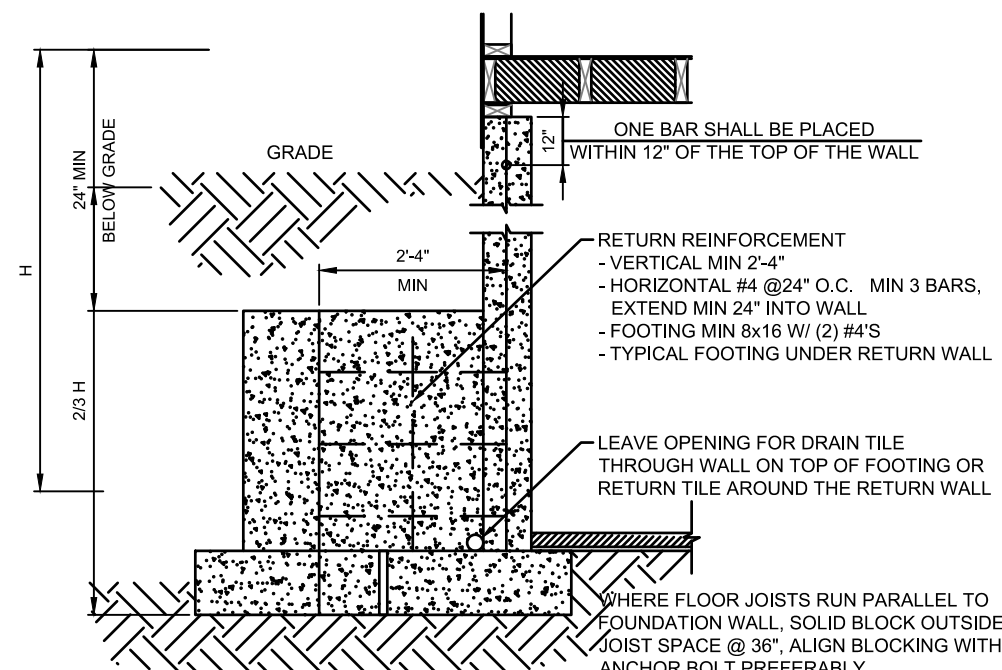 24" MIN
BELOW GRADE
H
2/3 H
GRADE
12"
ONE BAR SHALL BE PLACED
WITHIN 12" OF THE TOP OF THE WALL
2'-4"
MIN
RETURN REINFORCEMENT
- VERTICAL MIN 2'-4"
- HORIZONTAL #4 @24" O.C. MIN 3 BARS,
EXTEND MIN 24" INTO WALL
- FOOTING MIN 8x16 W/ (2) #4'S
- TYPICAL FOOTING UNDER RETURN WALL
LEAVE OPENING FOR DRAIN TILE
THROUGH WALL ON TOP OF FOOTING OR
RETURN TILE AROUND THE RETURN WALL
WHERE FLOOR JOISTS RUN PARALLEL TO
FOUNDATION WALL, SOLID BLOCK OUTSIDE
JOIST SPACE @ 36", ALIGN BLOCKING WITH
ANCHOR BOLT PREFERABLY